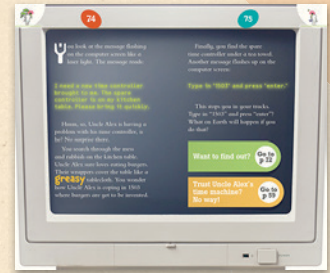 74
75
You look at the message flashing
on the computer screen like a
laser light. The message reads:
I need a new time controller
brought to me. The spare
controller is on my kitchen
table. Please bring it quickly.
Hmm, so, Uncle Alex is having a
problem with his time controller, is
he? No surprise there.
You search through the mess
and rubbish on the kitchen table.
Uncle Alex sure loves eating burgers.
Their wrappers cover the table like a
greasy tablecloth. You wonder
how Uncle Alex is coping in
where burgers are yet to be invented.
Finally, you find the spare
time controller under a tea towel.
Another message flashes up on the
computer screen:
Type in and press "enter."
This stops you in your tracks.
Type in and press "enter"?
What on Earth will happen if you
do that?
Want to find out?
Go to
p 12
Trust Uncle Alex's
time machine?
No way!
Go to
p 59